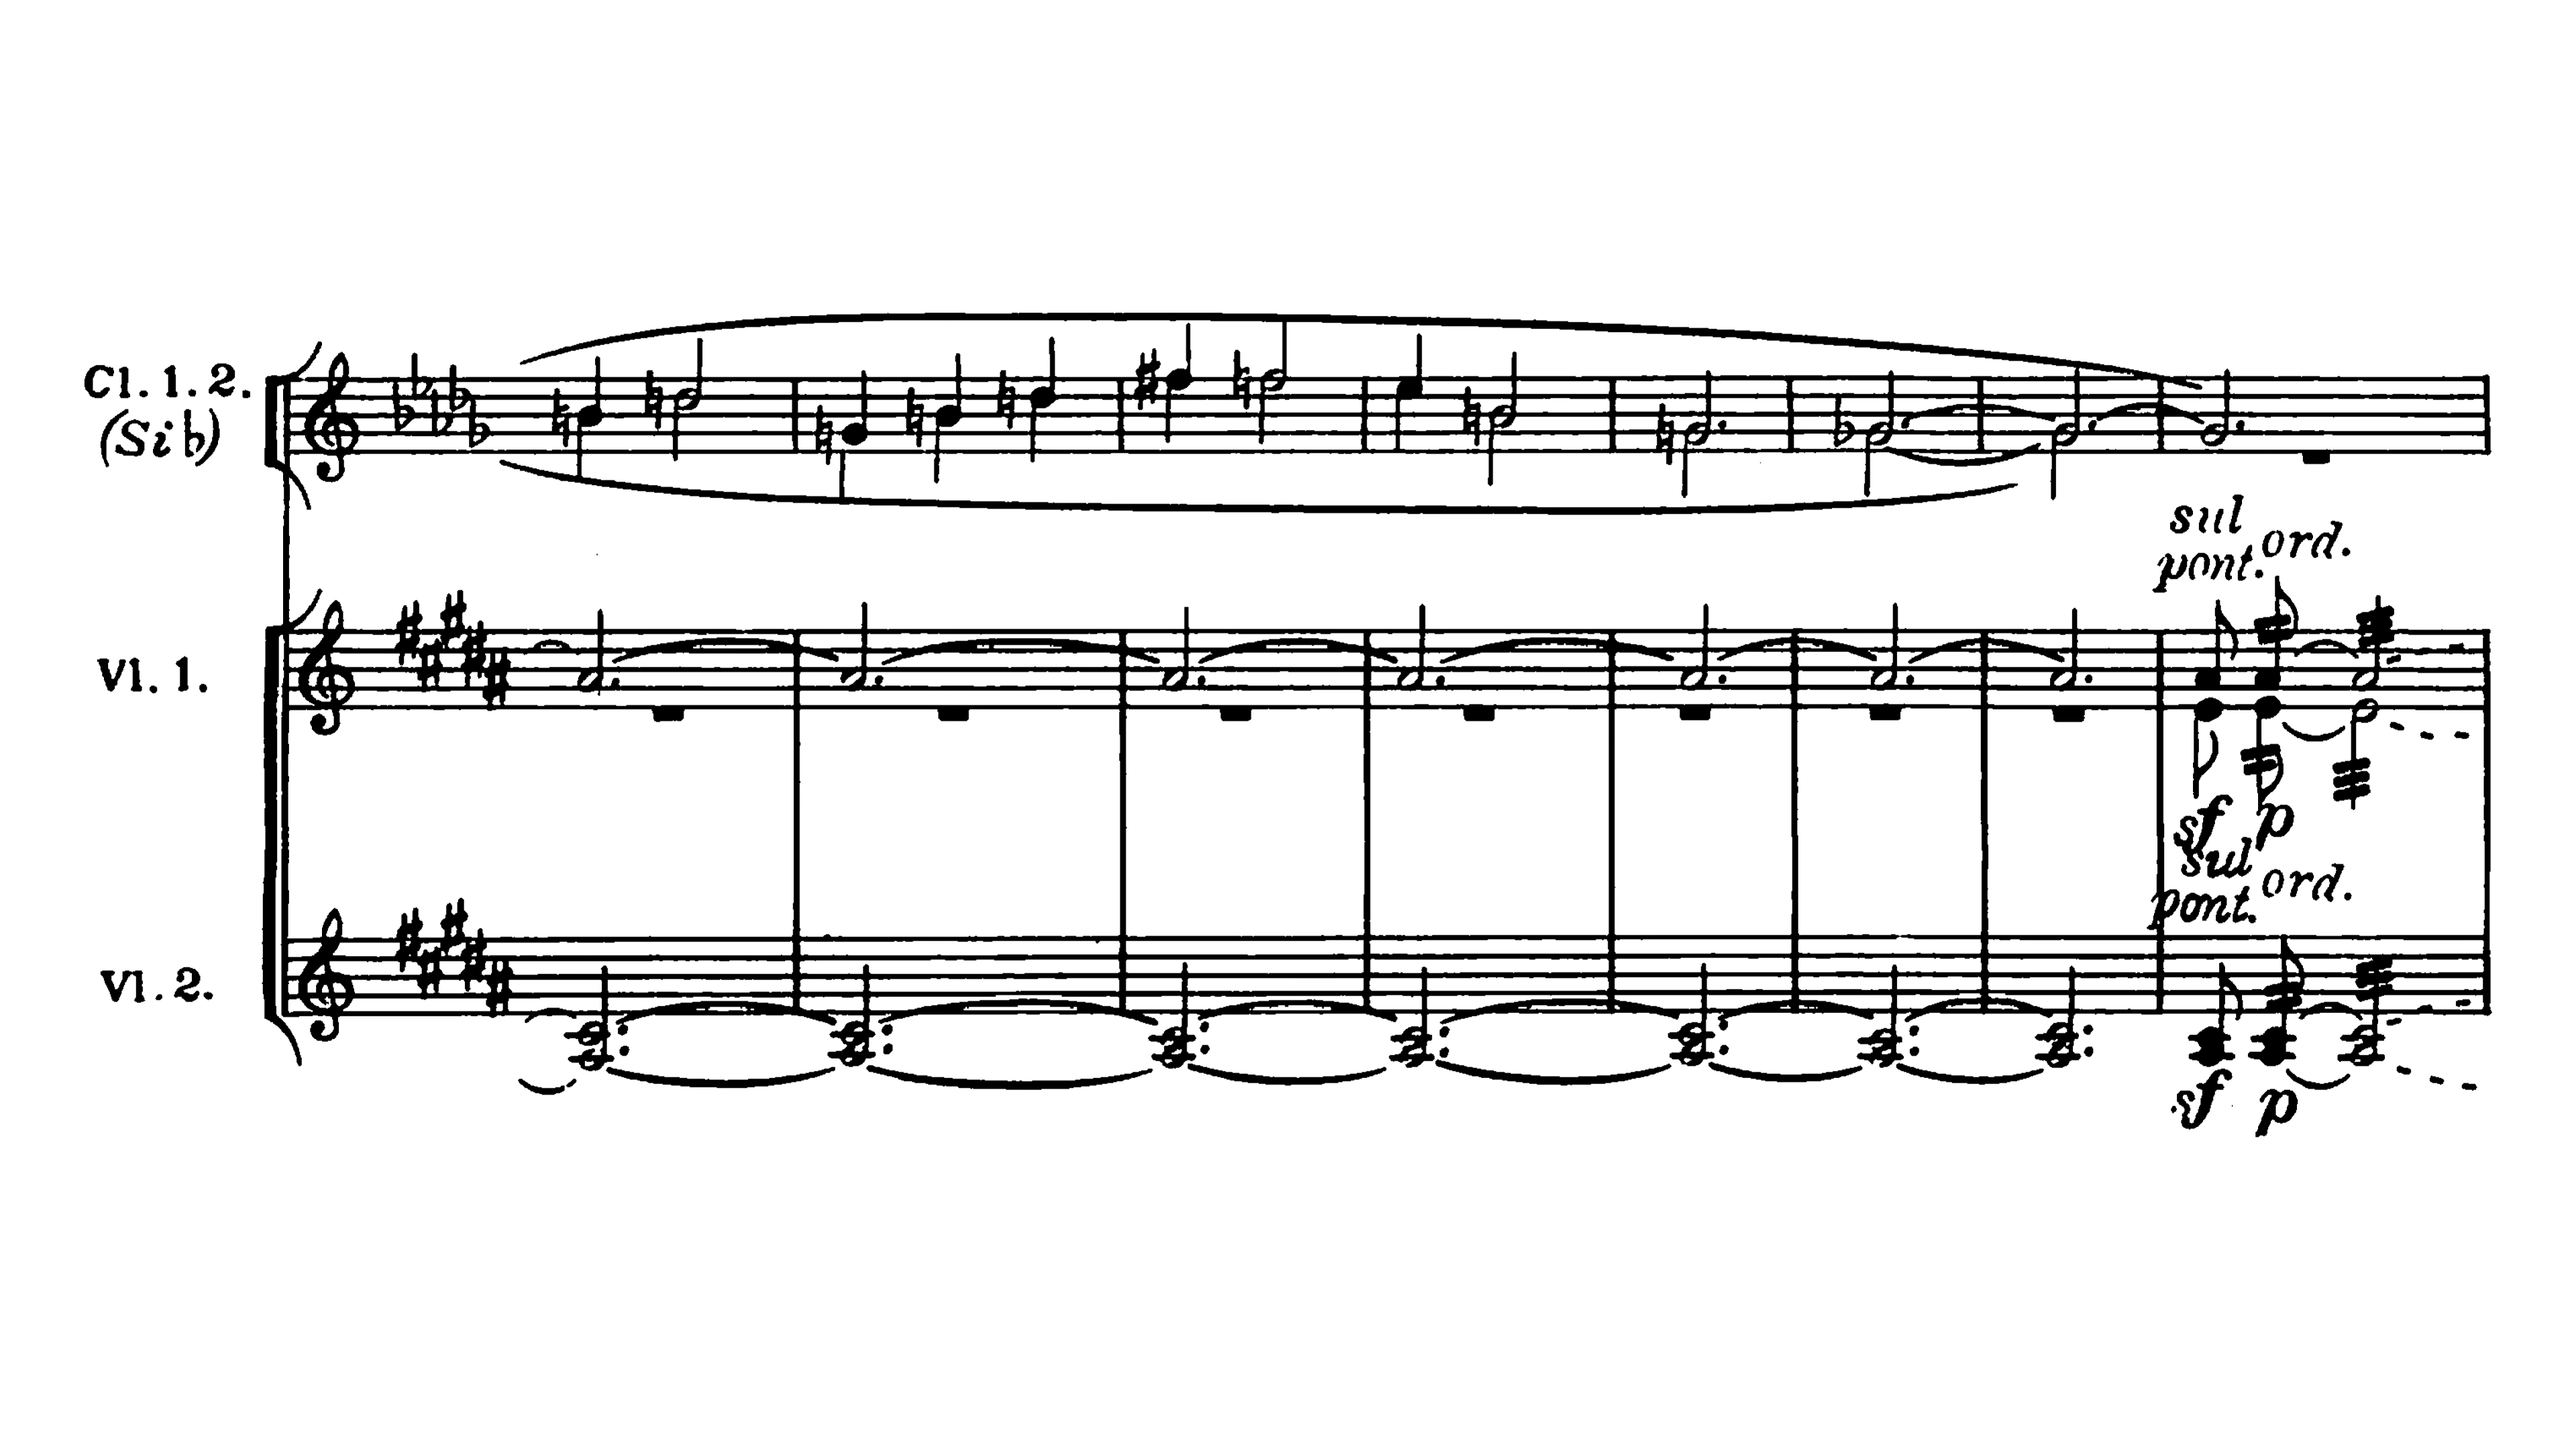 Cl. 1. 2.
(Si♭)
sul
pont. ord.
Vl. 1.
sf p
sul
pont. ord.
Vl. 2.
sf p